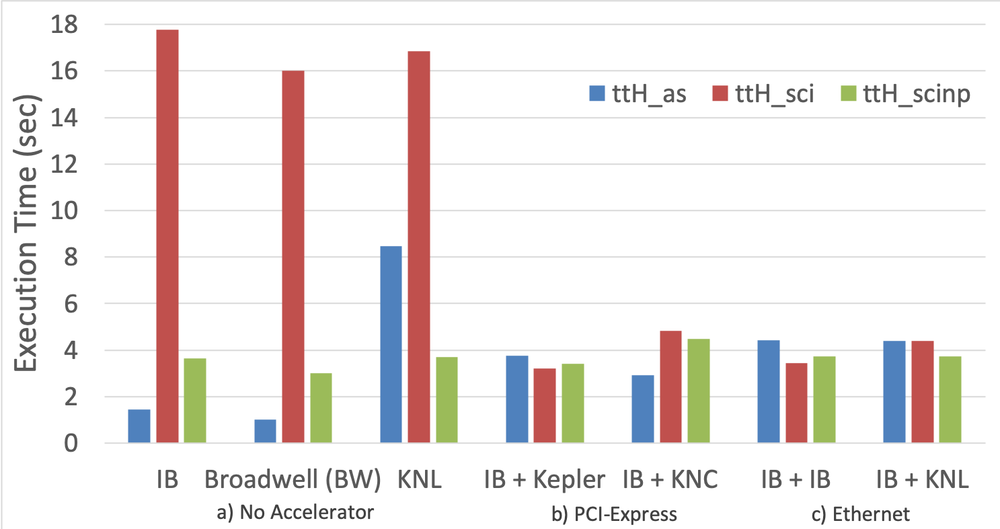 Execution Time (sec)
18
16
14
12
10
8
6
4
2
0
ttH_as ttH_sci ttH_scinp
IB Broadwell (BW) KNL IB + Kepler IB + KNC IB + IB IB + KNL
a) No Accelerator b) PCI-Express c) Ethernet